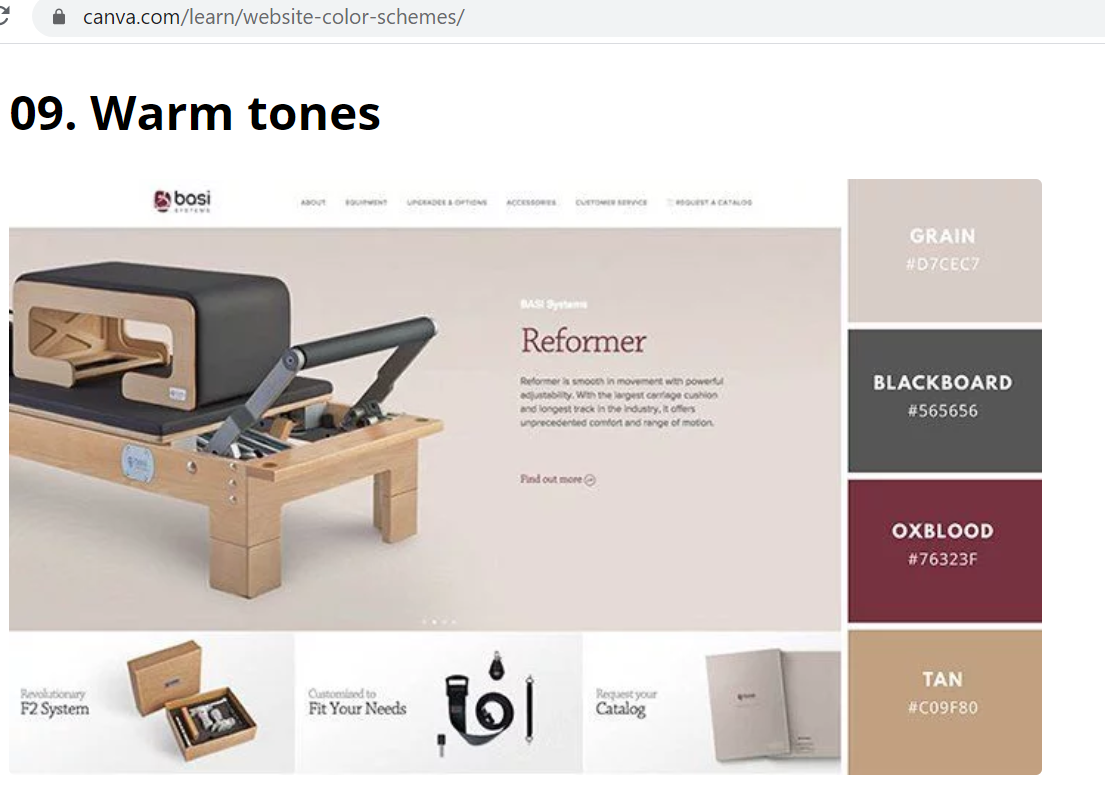 canva.com/learn/website-color-schemes/
09. Warm tones
basi
SYSTEMS
ABOUT EQUIPMENT UPGRADES & OPTIONS ACCESSORIES CUSTOMER SERVICE REQUEST A CATALOG
BASI Systems
Reformer
Reformer is smooth in movement with powerful
adjustability. With the largest carriage cushion
and longest track in the industry, it offers
unprecedented comfort and range of motion.
Find out more
basi
Revolutionary
F2 System
Customized to
Fit Your Needs
Request your
Catalog
GRAIN
#D7CEC7
BLACKBOARD
#565656
OXBLOOD
#76323F
TAN
#C09F80